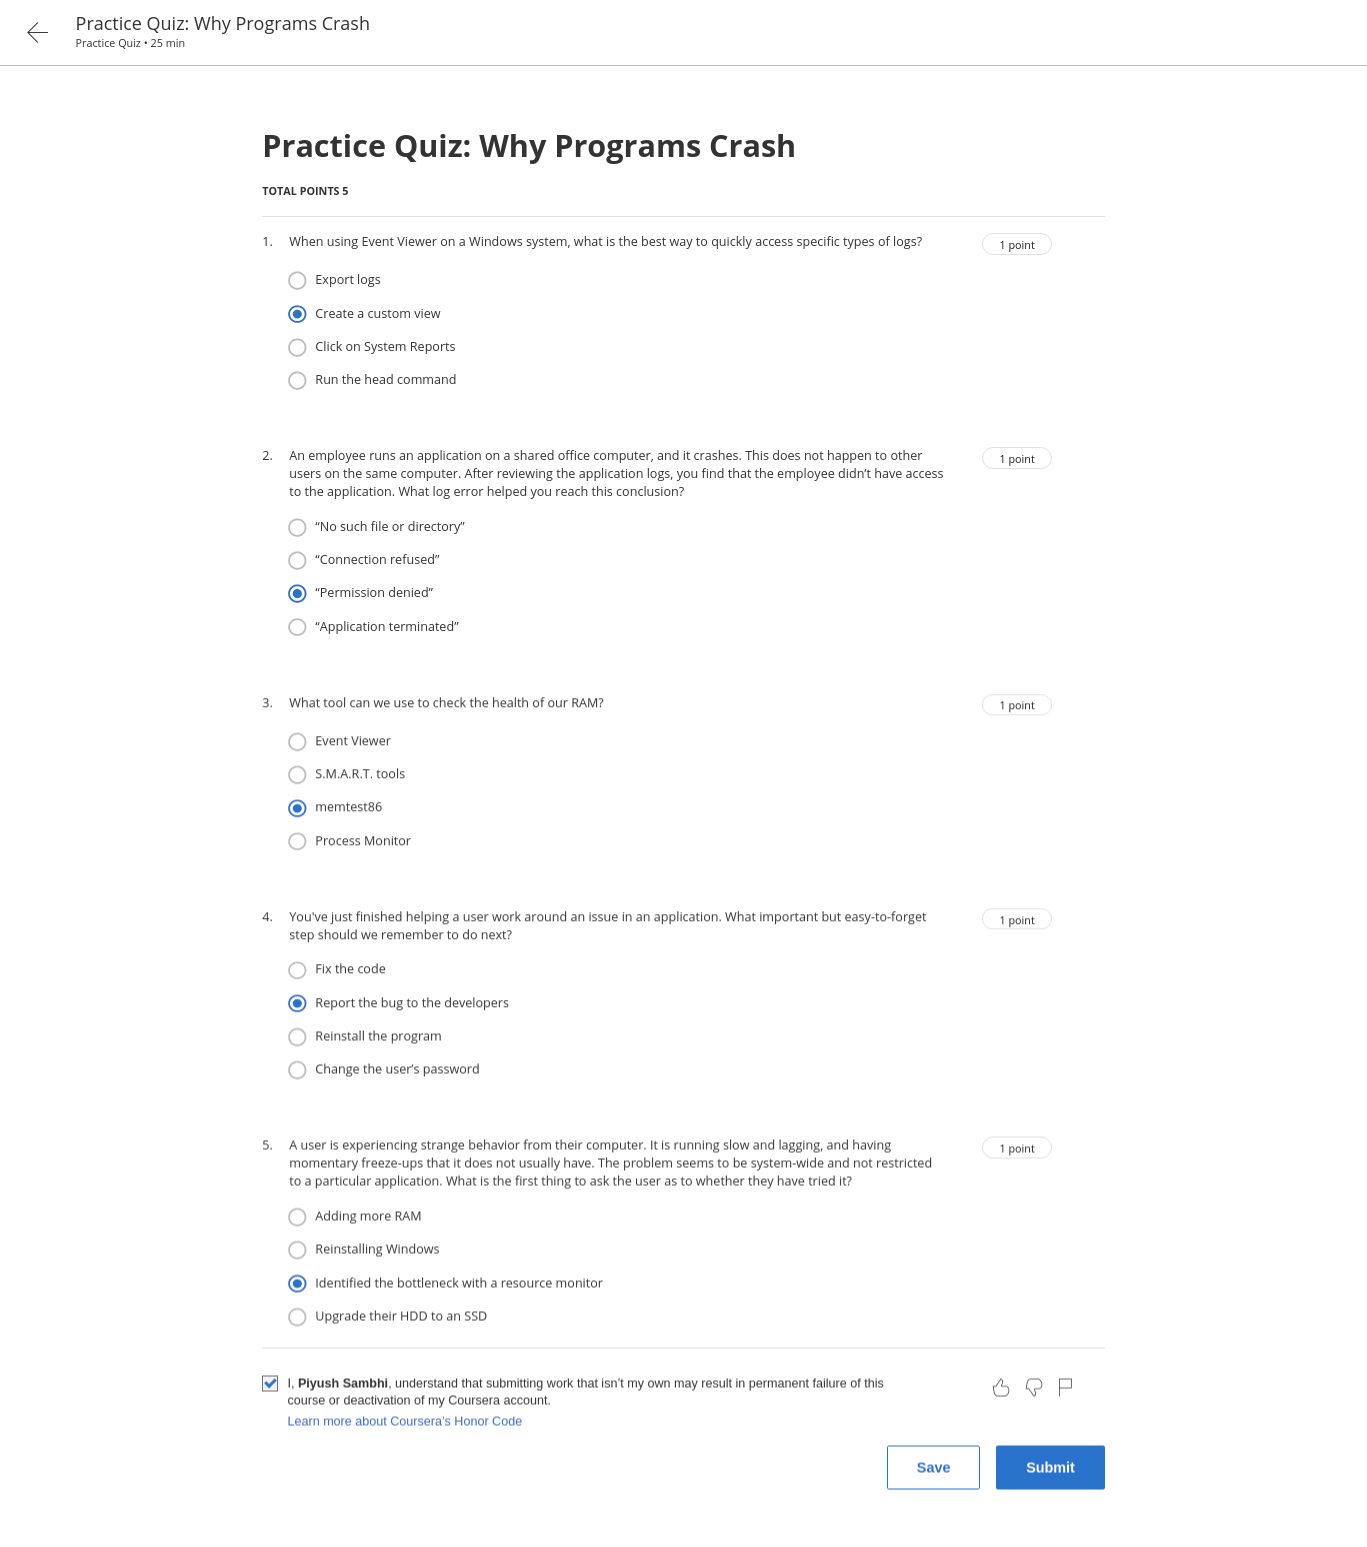 Practice Quiz: Why Programs Crash
Practice Quiz • 25 min
Practice Quiz: Why Programs Crash
TOTAL POINTS 5
1. When using Event Viewer on a Windows system, what is the best way to quickly access specific types of logs? 1 point
Export logs
Create a custom view
Click on System Reports
Run the head command
2. An employee runs an application on a shared office computer, and it crashes. This does not happen to other 1 point
users on the same computer. After reviewing the application logs, you find that the employee didn’t have access
to the application. What log error helped you reach this conclusion?
“No such file or directory”
“Connection refused”
“Permission denied”
“Application terminated”
3. What tool can we use to check the health of our RAM? 1 point
Event Viewer
S.M.A.R.T. tools
memtest86
Process Monitor
4. You've just finished helping a user work around an issue in an application. What important but easy-to-forget 1 point
step should we remember to do next?
Fix the code
Report the bug to the developers
Reinstall the program
Change the user’s password
5. A user is experiencing strange behavior from their computer. It is running slow and lagging, and having 1 point
momentary freeze-ups that it does not usually have. The problem seems to be system-wide and not restricted
to a particular application. What is the first thing to ask the user as to whether they have tried it?
Adding more RAM
Reinstalling Windows
Identified the bottleneck with a resource monitor
Upgrade their HDD to an SSD
I, Piyush Sambhi, understand that submitting work that isn’t my own may result in permanent failure of this
course or deactivation of my Coursera account.
Learn more about Coursera’s Honor Code
Save Submit